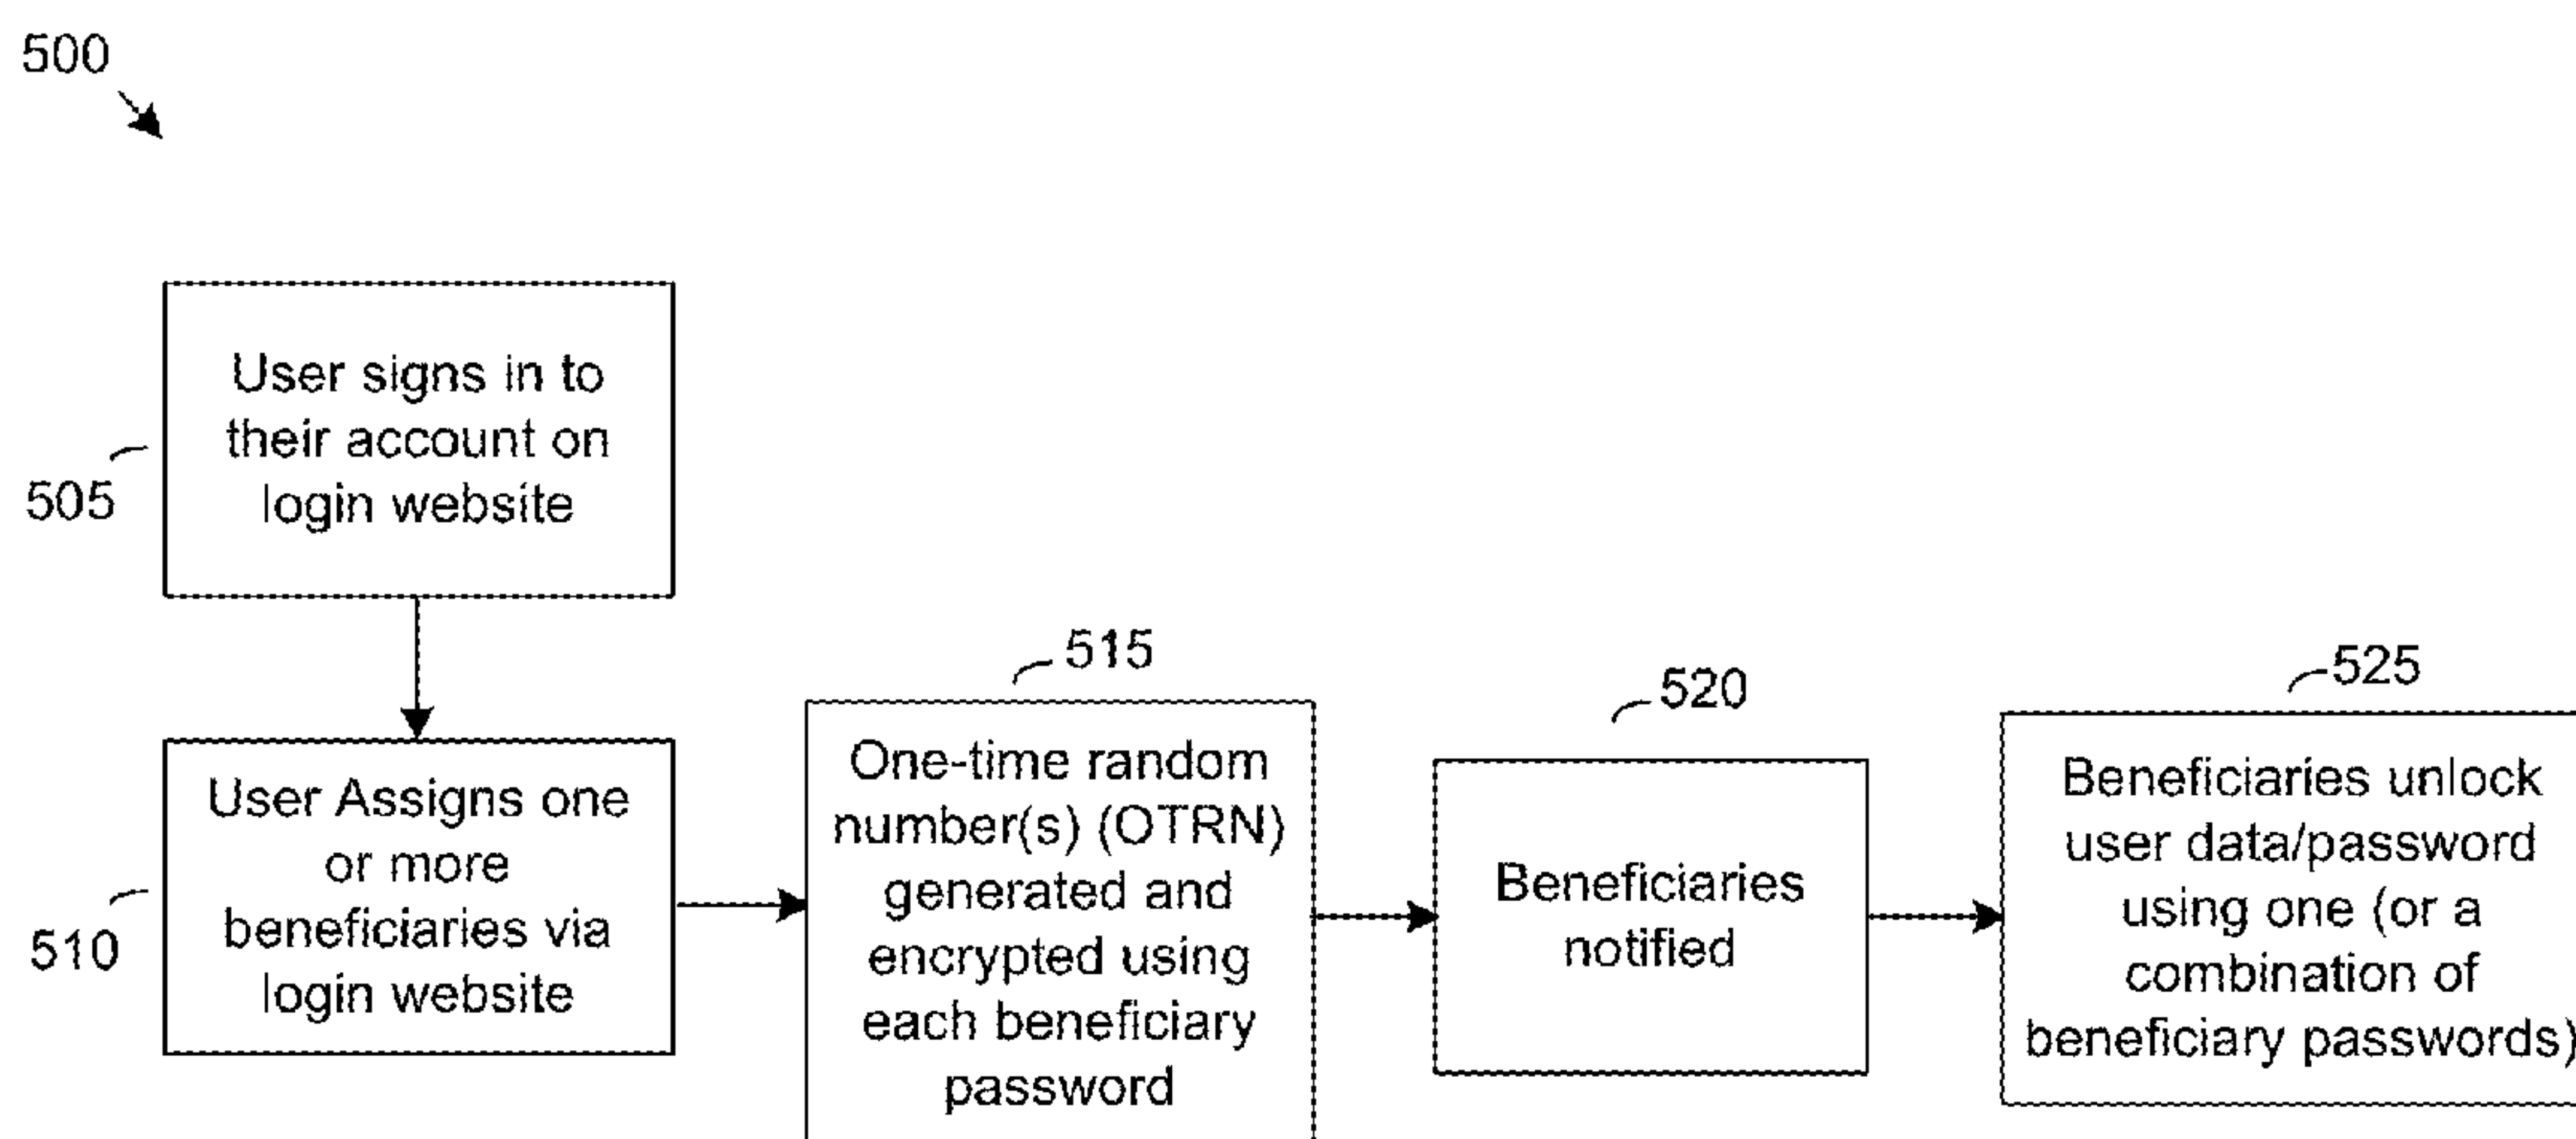 500
User signs in to
their account on
login website
505
User Assigns one
or more
beneficiaries via
login website
510
515
One-time random
number(s) (OTRN)
generated and
encrypted using
each beneficiary
password
520
Beneficiaries
notified
525
Beneficiaries unlock
user data/password
using one (or a
combination of
beneficiary passwords)